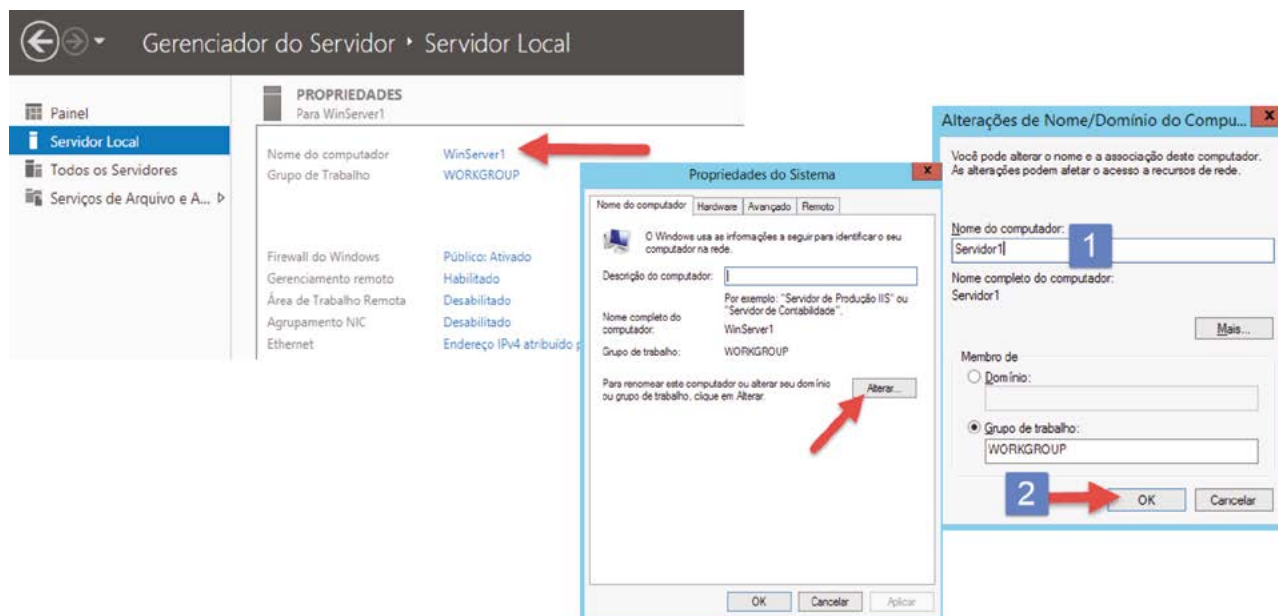 Gerenciador do Servidor ‣ Servidor Local
Painel
Servidor Local
Todos os Servidores
Serviços de Arquivo e A...
PROPRIEDADES
Para WinServer1
Nome do computador WinServer1
Grupo de Trabalho WORKGROUP
Firewall do Windows Público: Ativado
Gerenciamento remoto Habilitado
Área de Trabalho Remota Desabilitado
Agrupamento NIC Desabilitado
Ethernet Endereço IPv4 atribuído
Propriedades do Sistema
x
Nome do computador Hardware Avançado Remoto
O Windows usa as informações a seguir para identificar o seu
computador na rede.
Descrição do computador:
Por exemplo: "Servidor de Produção IIS" ou
"Servidor de Contabilidade".
Nome completo do
computador: WinServer1
Grupo de trabalho: WORKGROUP
Para renomear este computador ou alterar seu domínio
ou grupo de trabalho, clique em Alterar.
Alterar...
OK Cancelar Aplicar
Alterações de Nome/Domínio do Compu...
x
Você pode alterar o nome e a associação deste computador.
As alterações podem afetar o acesso a recursos de rede.
Nome do computador:
Servidor1
1
Nome completo do computador:
Servidor1
Mais...
Membro de
Domínio:
Grupo de trabalho:
WORKGROUP
2
OK Cancelar